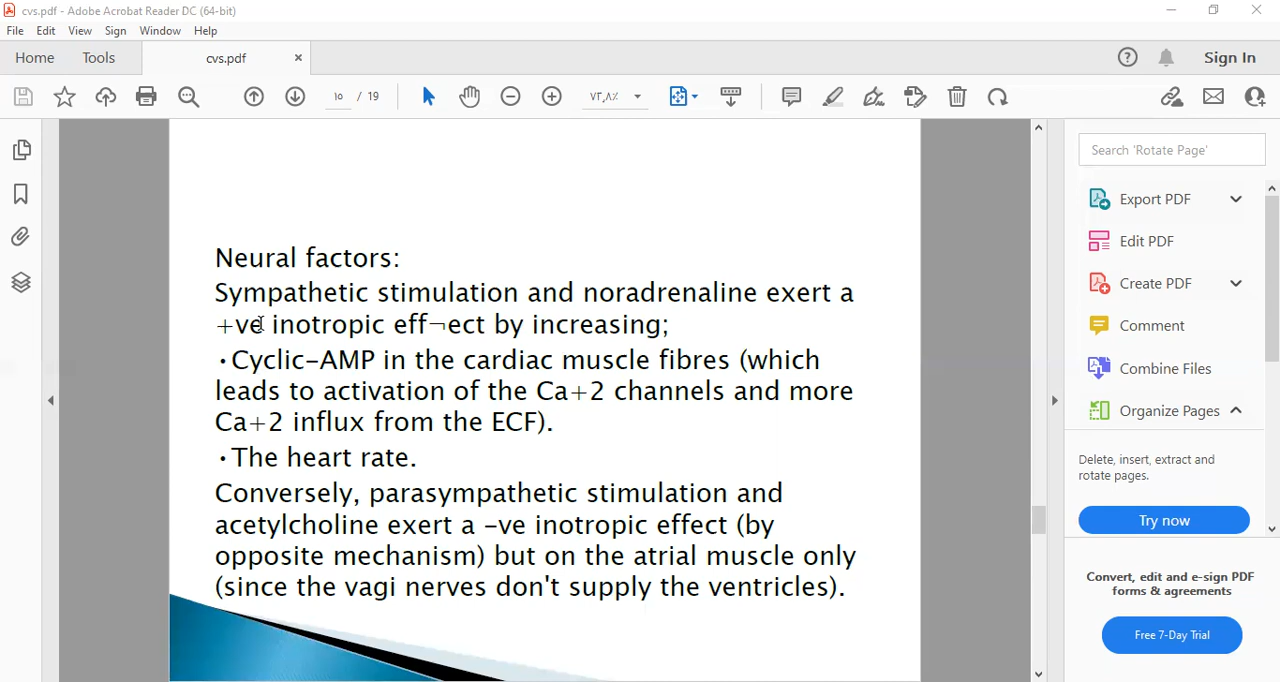 cvs.pdf - Adobe Acrobat Reader DC (64-bit)
File Edit View Sign Window Help
Home Tools cvs.pdf × Sign In
١٥ / 19 ٧٣,٨٪
Search 'Rotate Page'
Export PDF
Edit PDF
Create PDF
Comment
Combine Files
Organize Pages
Delete, insert, extract and
rotate pages.
Try now
Convert, edit and e-sign PDF
forms & agreements
Free 7-Day Trial
Neural factors:
Sympathetic stimulation and noradrenaline exert a
+ve inotropic eff¬ect by increasing;
•Cyclic-AMP in the cardiac muscle fibres (which
leads to activation of the Ca+2 channels and more
Ca+2 influx from the ECF).
•The heart rate.
Conversely, parasympathetic stimulation and
acetylcholine exert a -ve inotropic effect (by
opposite mechanism) but on the atrial muscle only
(since the vagi nerves don't supply the ventricles).